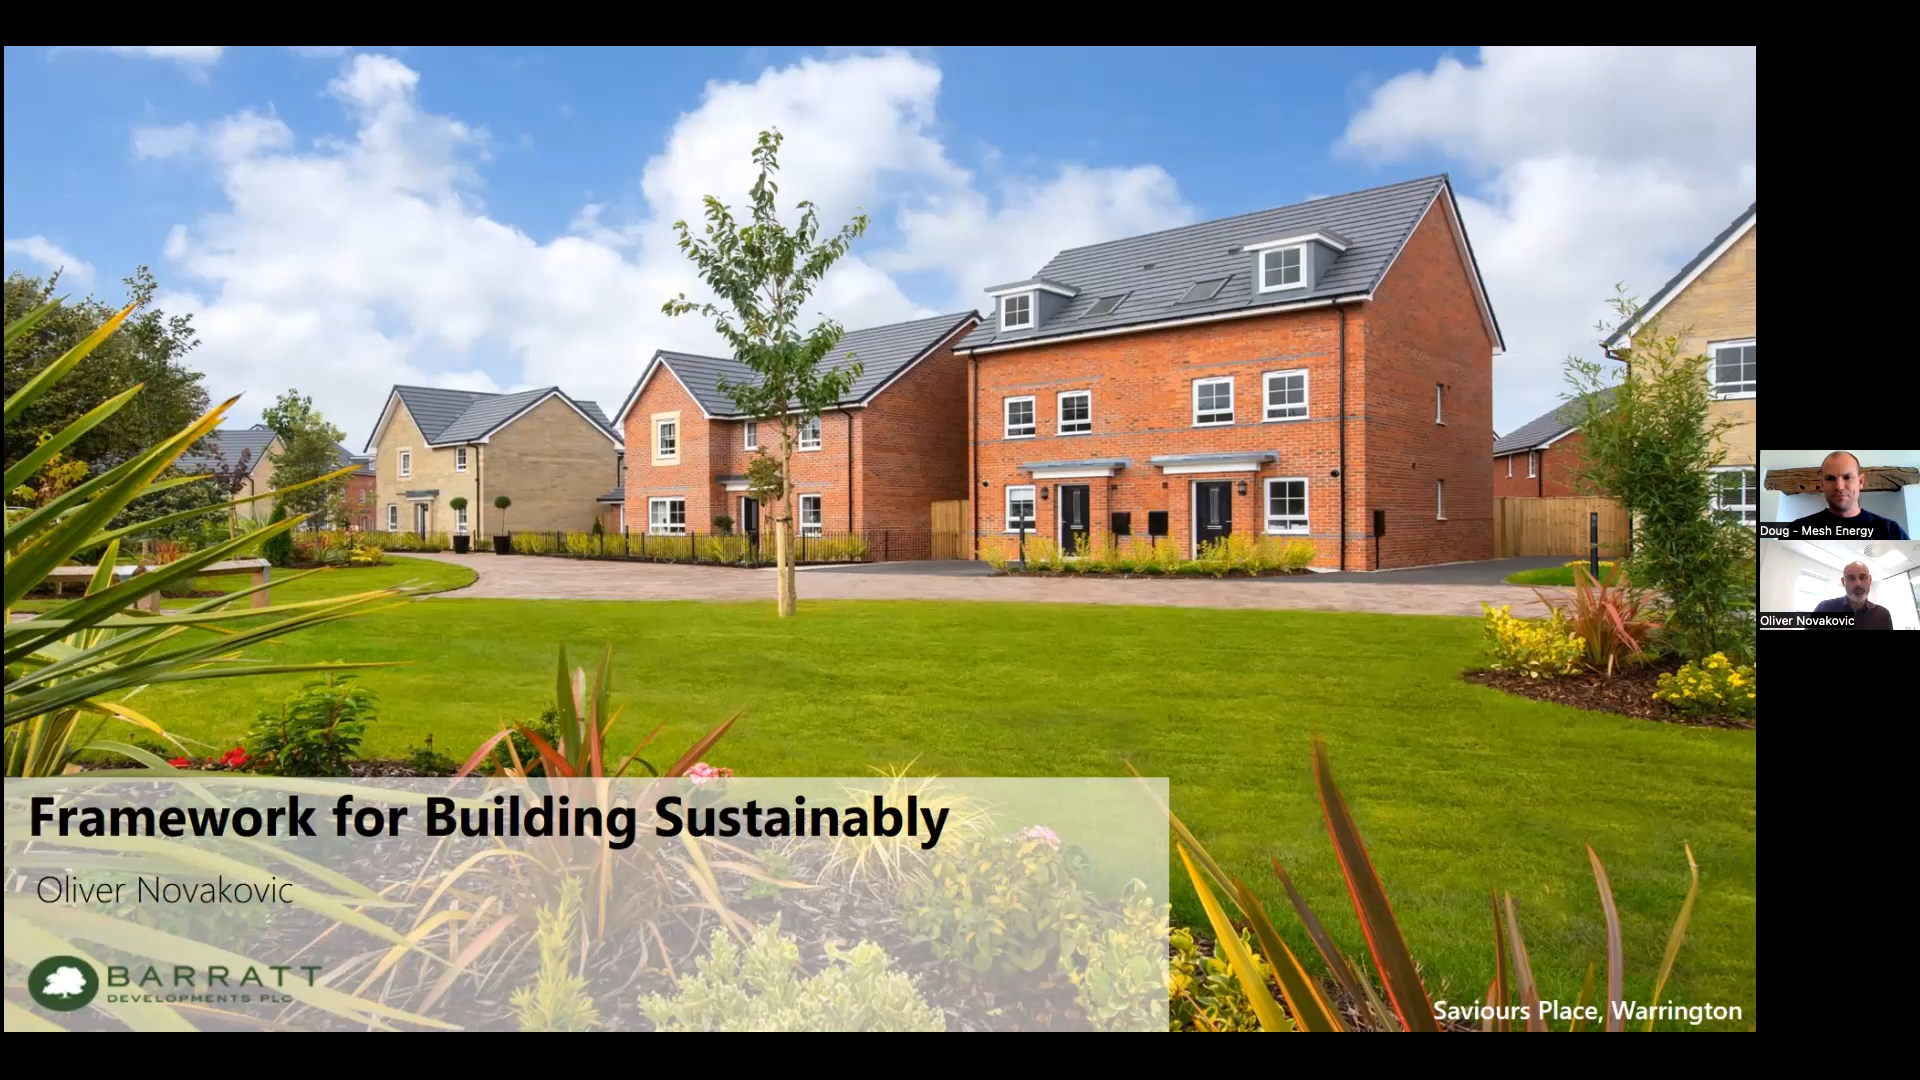 Doug - Mesh Energy
Oliver Novakovic
Framework for Building Sustainably
Oliver Novakovic
BARRATT
DEVELOPMENTS PLC
Saviours Place, Warrington